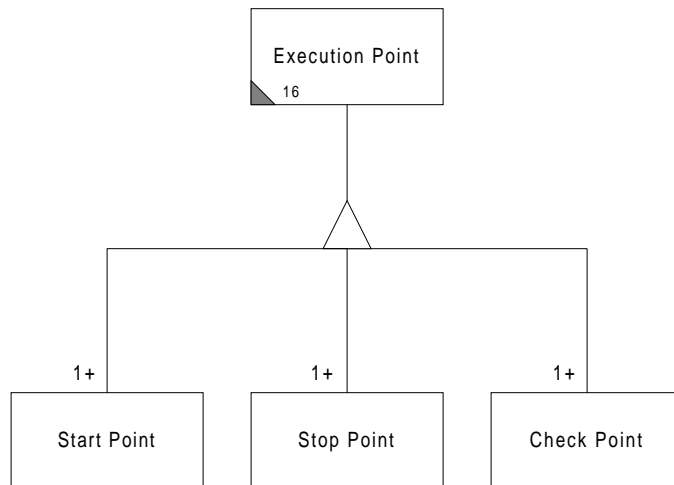 Execution Point
16
1+
1+
1+
Start Point
Stop Point
Check Point